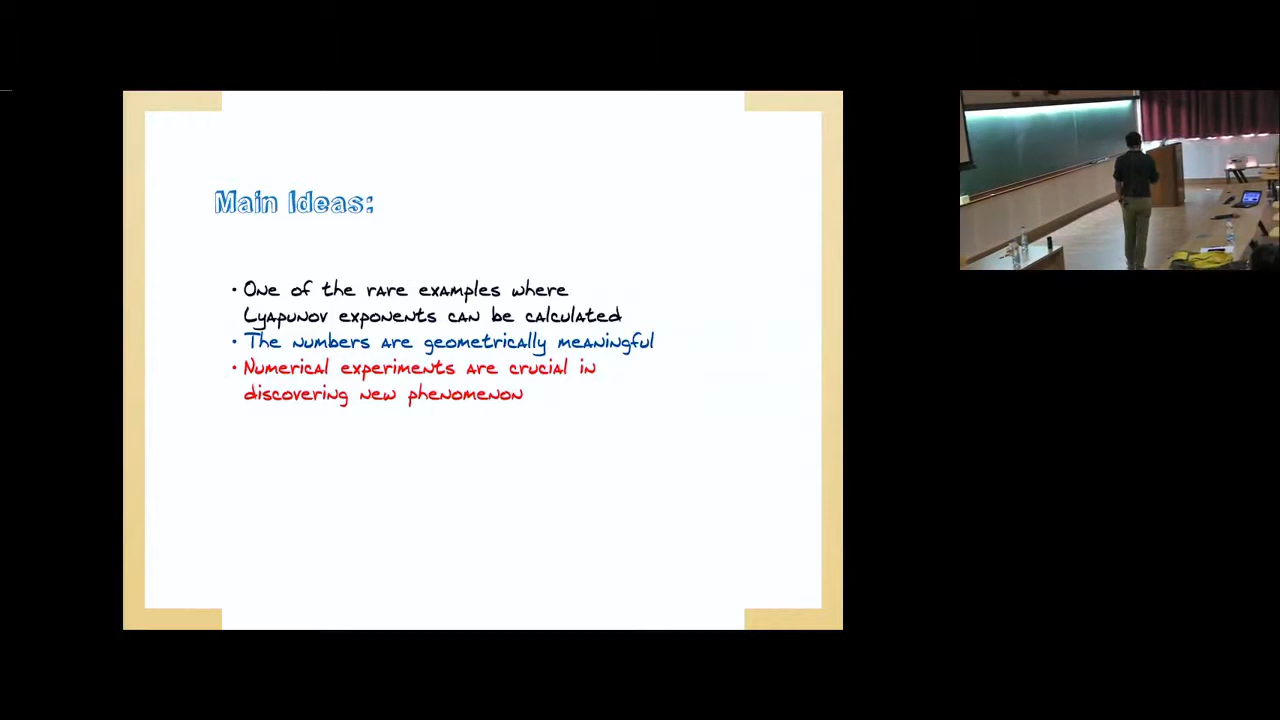 Main Ideas:
• One of the rare examples where
Lyapunov exponents can be calculated
• The numbers are geometrically meaningful
• Numerical experiments are crucial in
discovering new phenomenon